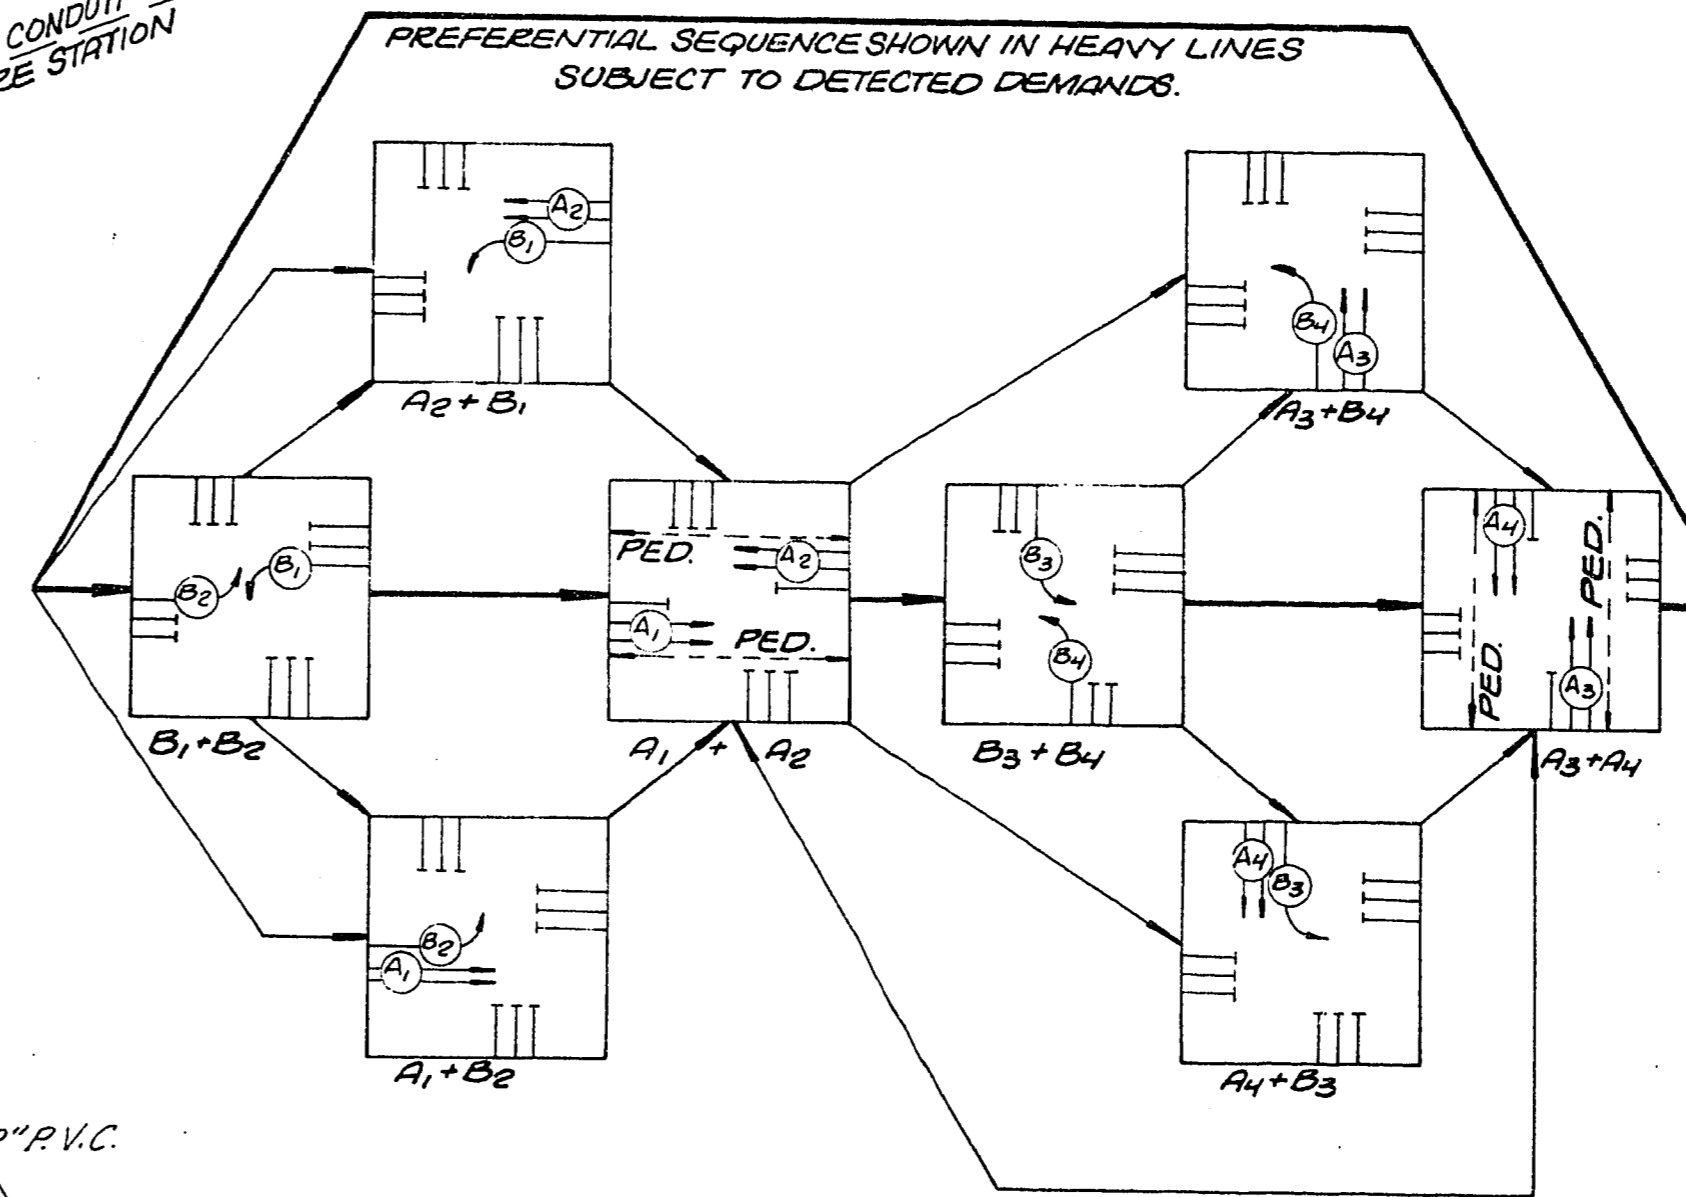 CONDUIT
STATION
PREFERENTIAL SEQUENCE SHOWN IN HEAVY LINES
SUBJECT TO DETECTED DEMANDS.
A2
B1
A2 + B1
B4
A3
A3 + B4
B2
B1
B1 + B2
PED.
A2
A1
PED.
A1 + A2
B3
B4
B3 + B4
A4
PED.
PED.
A3
A3 + A4
B2
A1
A1 + B2
A4
B3
A4 + B3
" P.V.C.